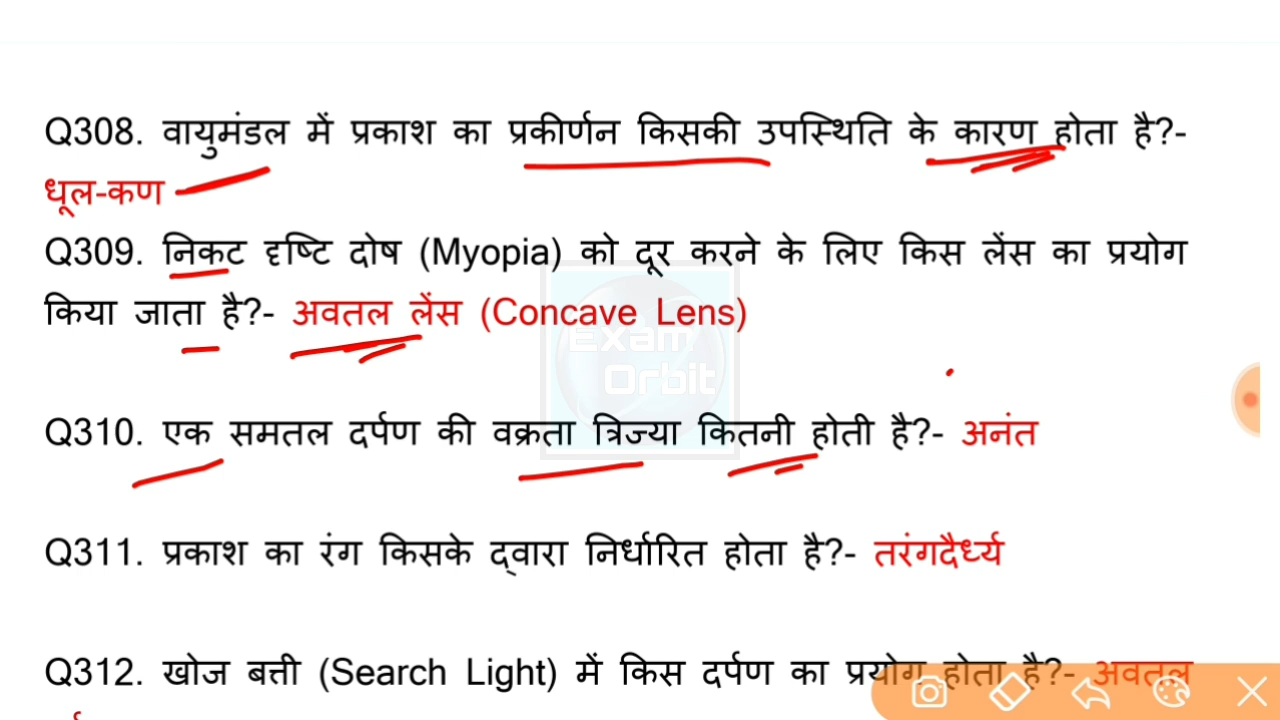 Q308. वायुमंडल में प्रकाश का प्रकीर्णन किसकी उपस्थिति के कारण होता है?-
धूल-कण
Q309. निकट दृष्टि दोष (Myopia) को दूर करने के लिए किस लेंस का प्रयोग
किया जाता है?- अवतल लेंस (Concave Lens)
Exam
Orbit
Q310. एक समतल दर्पण की वक्रता त्रिज्या कितनी होती है?- अनंत
Q311. प्रकाश का रंग किसके द्वारा निर्धारित होता है?- तरंगदैर्ध्य
Q312. खोज बत्ती (Search Light) में किस दर्पण का प्रयोग होता है?- अवतल